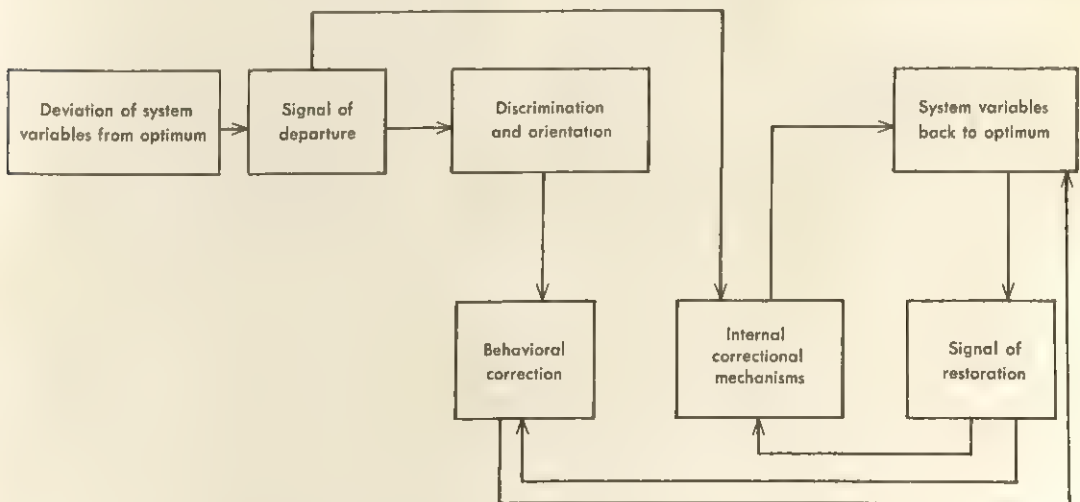 Deviation of system
variables from optimum
Signal of
departure
Discrimination
and orientation
System variables
back to optimum
Behavioral
correction
Internal
correctional
mechanisms
Signal of
restoration